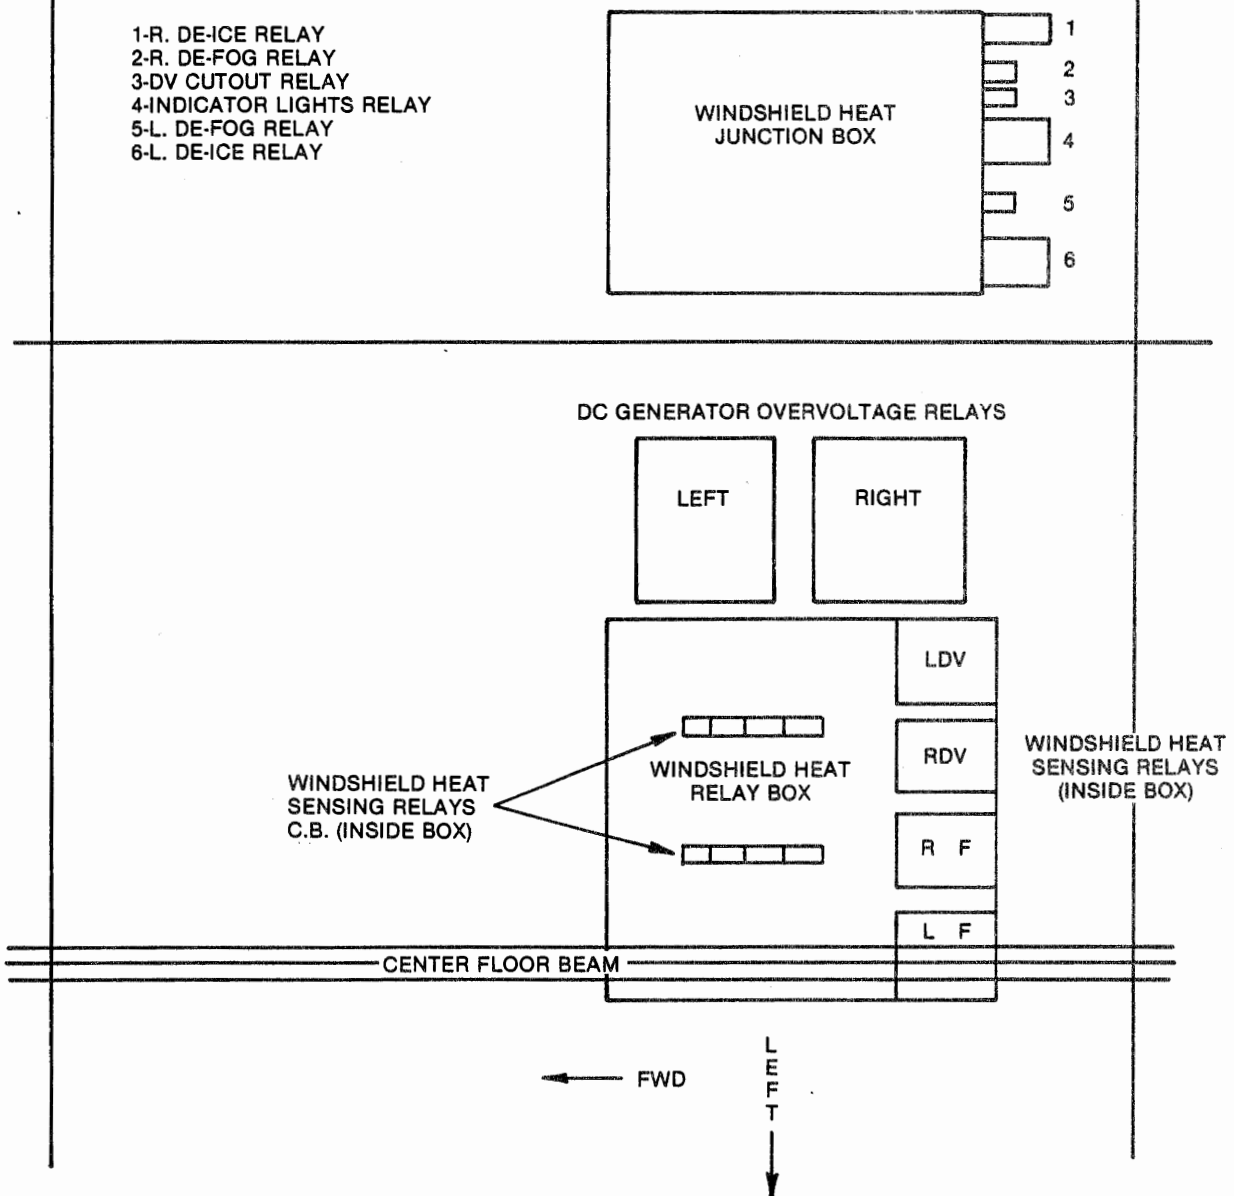 1-R. DE-ICE RELAY
2-R. DE-FOG RELAY
3-DV CUTOUT RELAY
4-INDICATOR LIGHTS RELAY
5-L. DE-FOG RELAY
6-L. DE-ICE RELAY
WINDSHIELD HEAT
JUNCTION BOX
1
2
3
4
5
6
DC GENERATOR OVERVOLTAGE RELAYS
LEFT
RIGHT
LDV
RDV
R F
L F
WINDSHIELD HEAT
SENSING RELAYS
(INSIDE BOX)
WINDSHIELD HEAT
RELAY BOX
WINDSHIELD HEAT
SENSING RELAYS
C.B. (INSIDE BOX)
CENTER FLOOR BEAM
FWD
LEFT